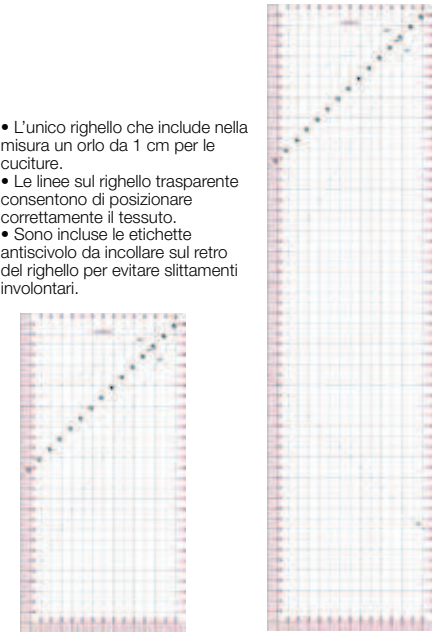 • L'unico righello che include nella
misura un orlo da 1 cm per le
cuciture.
• Le linee sul righello trasparente
consentono di posizionare
correttamente il tessuto.
• Sono incluse le etichette
antiscivolo da incollare sul retro
del righello per evitare slittamenti
involontari.